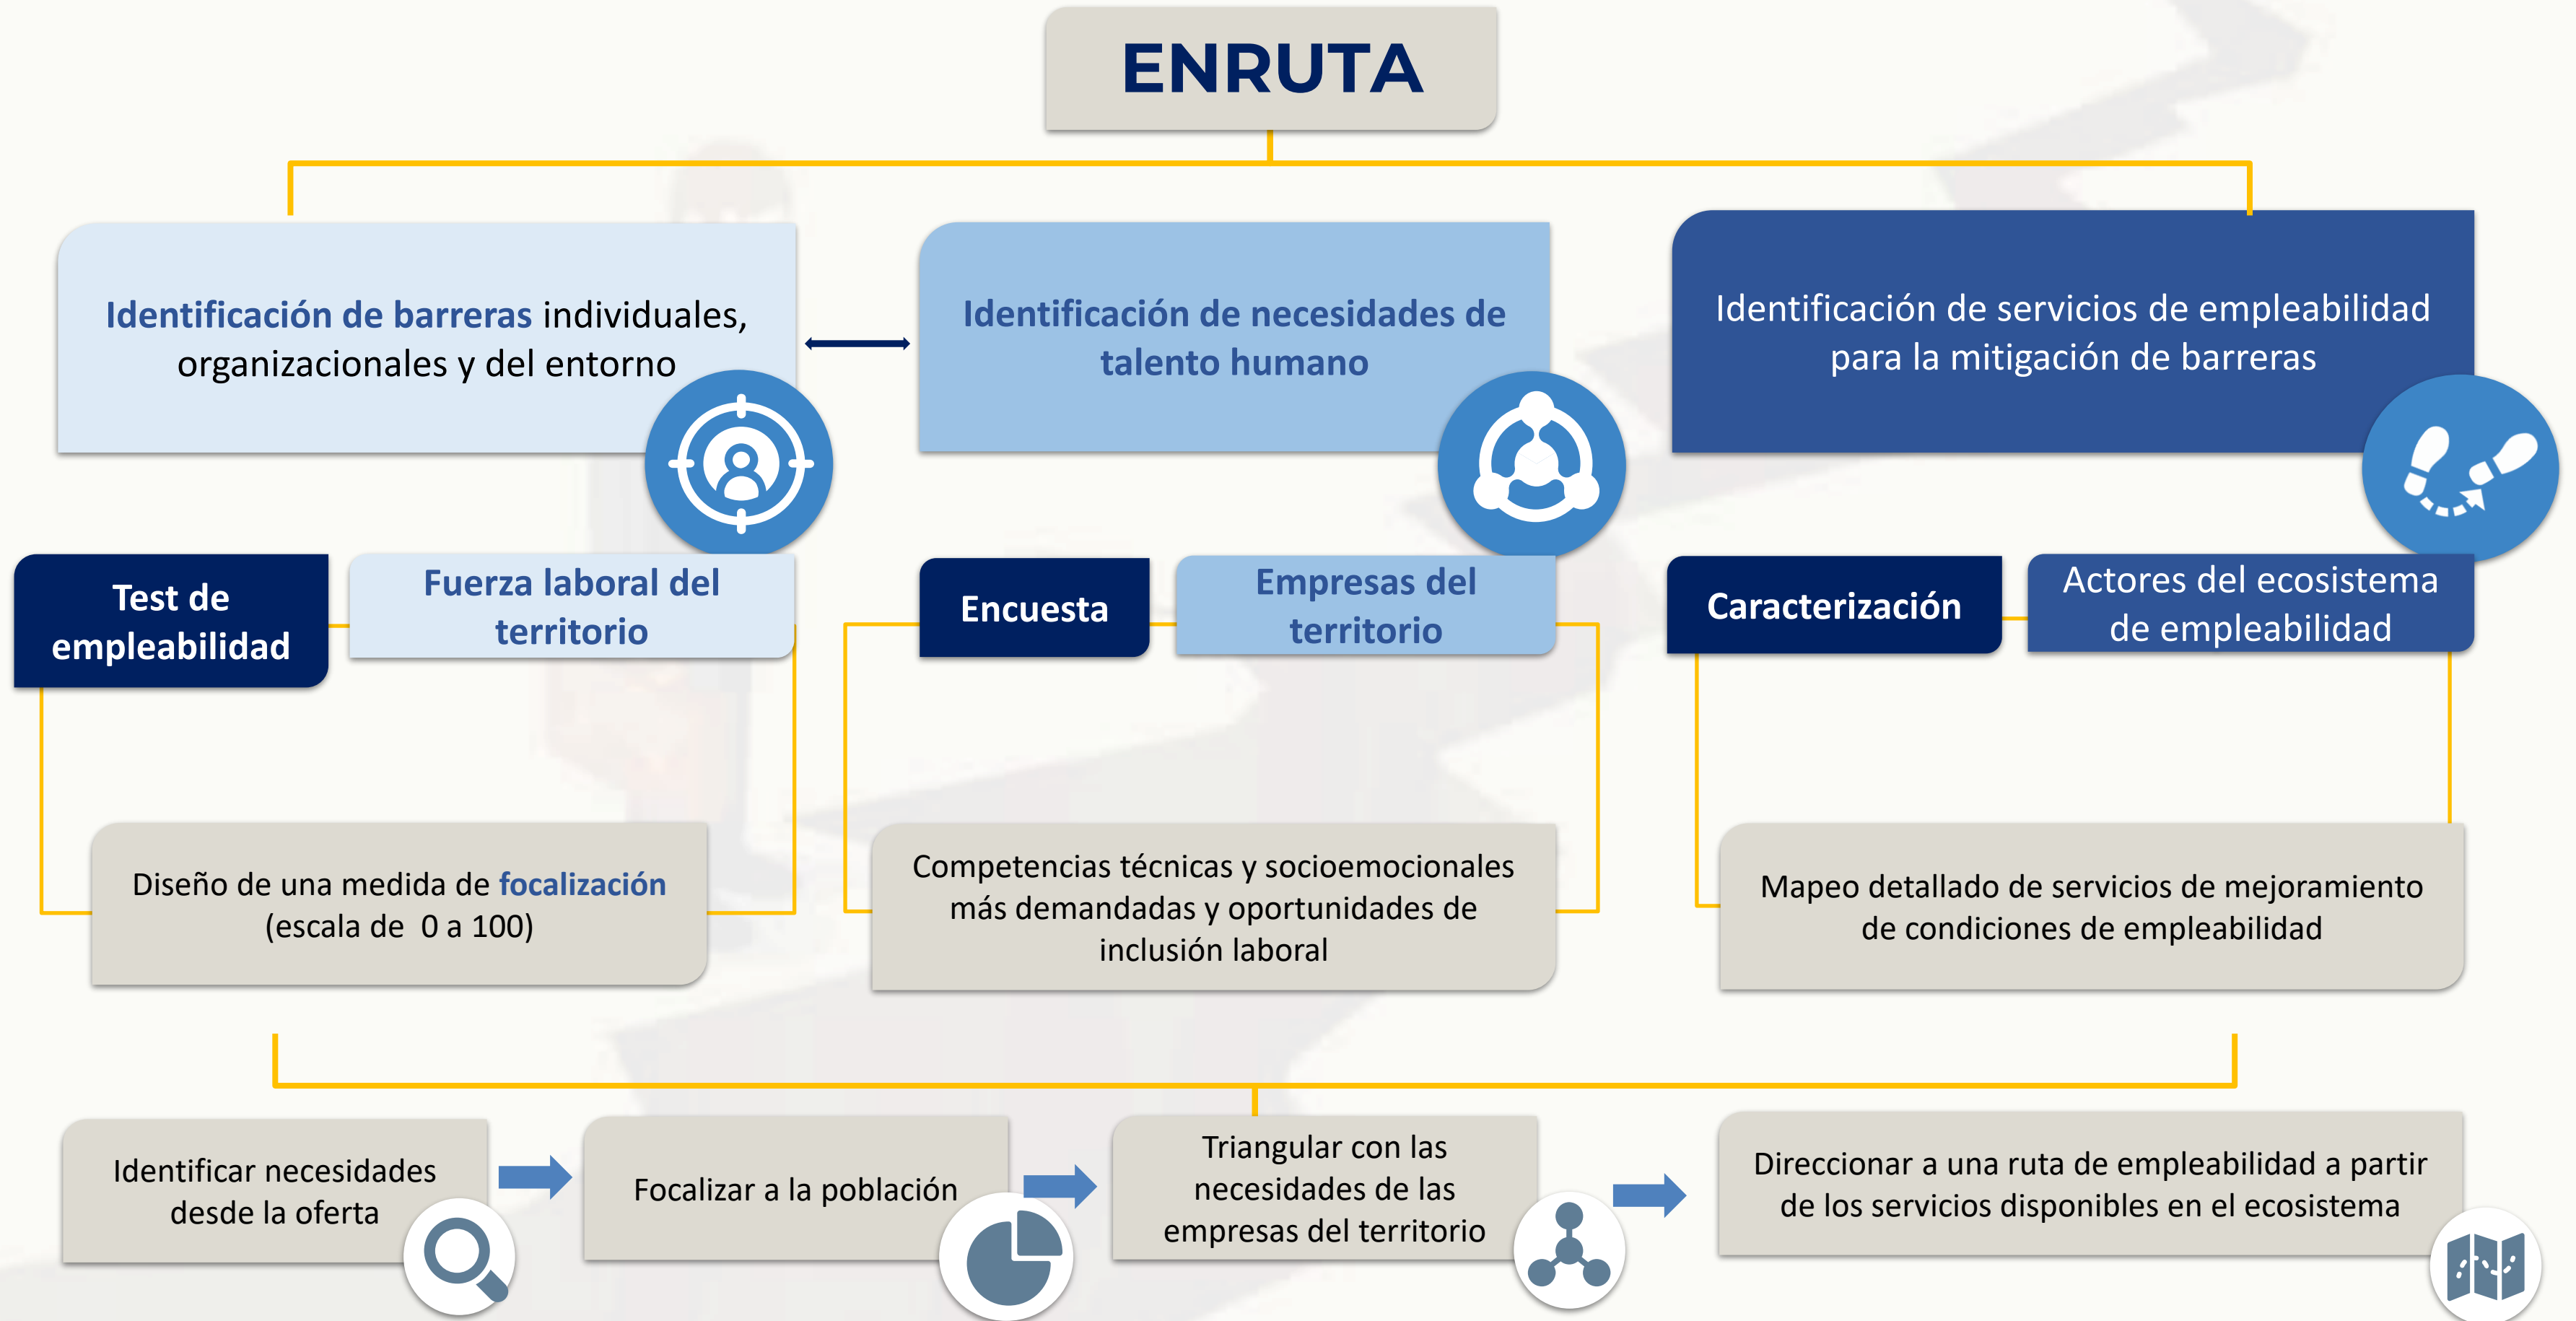 ENRUTA
Identificación de barreras individuales,
organizacionales y del entorno
Identificación de necesidades de
talento humano
Identificación de servicios de empleabilidad
para la mitigación de barreras
Test de
empleabilidad
Fuerza laboral del
territorio
Encuesta
Empresas del
territorio
Caracterización
Actores del ecosistema
de empleabilidad
Diseño de una medida de focalización
(escala de 0 a 100)
Competencias técnicas y socioemocionales
más demandadas y oportunidades de
inclusión laboral
Mapeo detallado de servicios de mejoramiento
de condiciones de empleabilidad
Identificar necesidades
desde la oferta
Focalizar a la población
Triangular con las
necesidades de las
empresas del territorio
Direccionar a una ruta de empleabilidad a partir
de los servicios disponibles en el ecosistema